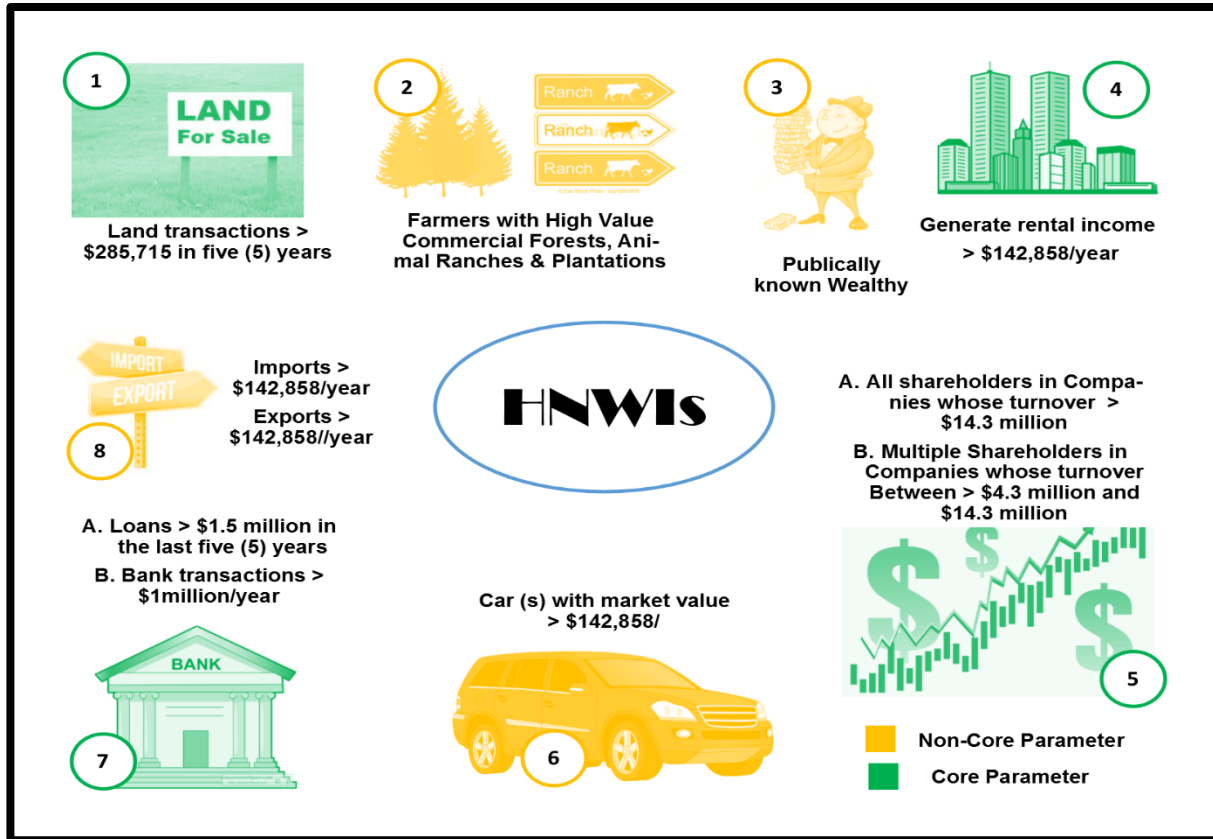 1
LAND
For Sale
Land transactions >
$285,715 in five (5) years
2
Ranch
Ranch
Ranch
Farmers with High Value
Commercial Forests, Ani-
mal Ranches & Plantations
3
Publically
known Wealthy
4
Generate rental income
> $142,858/year
IMPORT
EXPORT
8
Imports >
$142,858/year
Exports >
$142,858//year
HNWIs
A. All shareholders in Compa-
nies whose turnover >
$14.3 million
B. Multiple Shareholders in
Companies whose turnover
Between > $4.3 million and
$14.3 million
5
A. Loans > $1.5 million in
the last five (5) years
B. Bank transactions >
$1million/year
BANK
7
Car (s) with market value
> $142,858/
6
Non-Core Parameter
Core Parameter